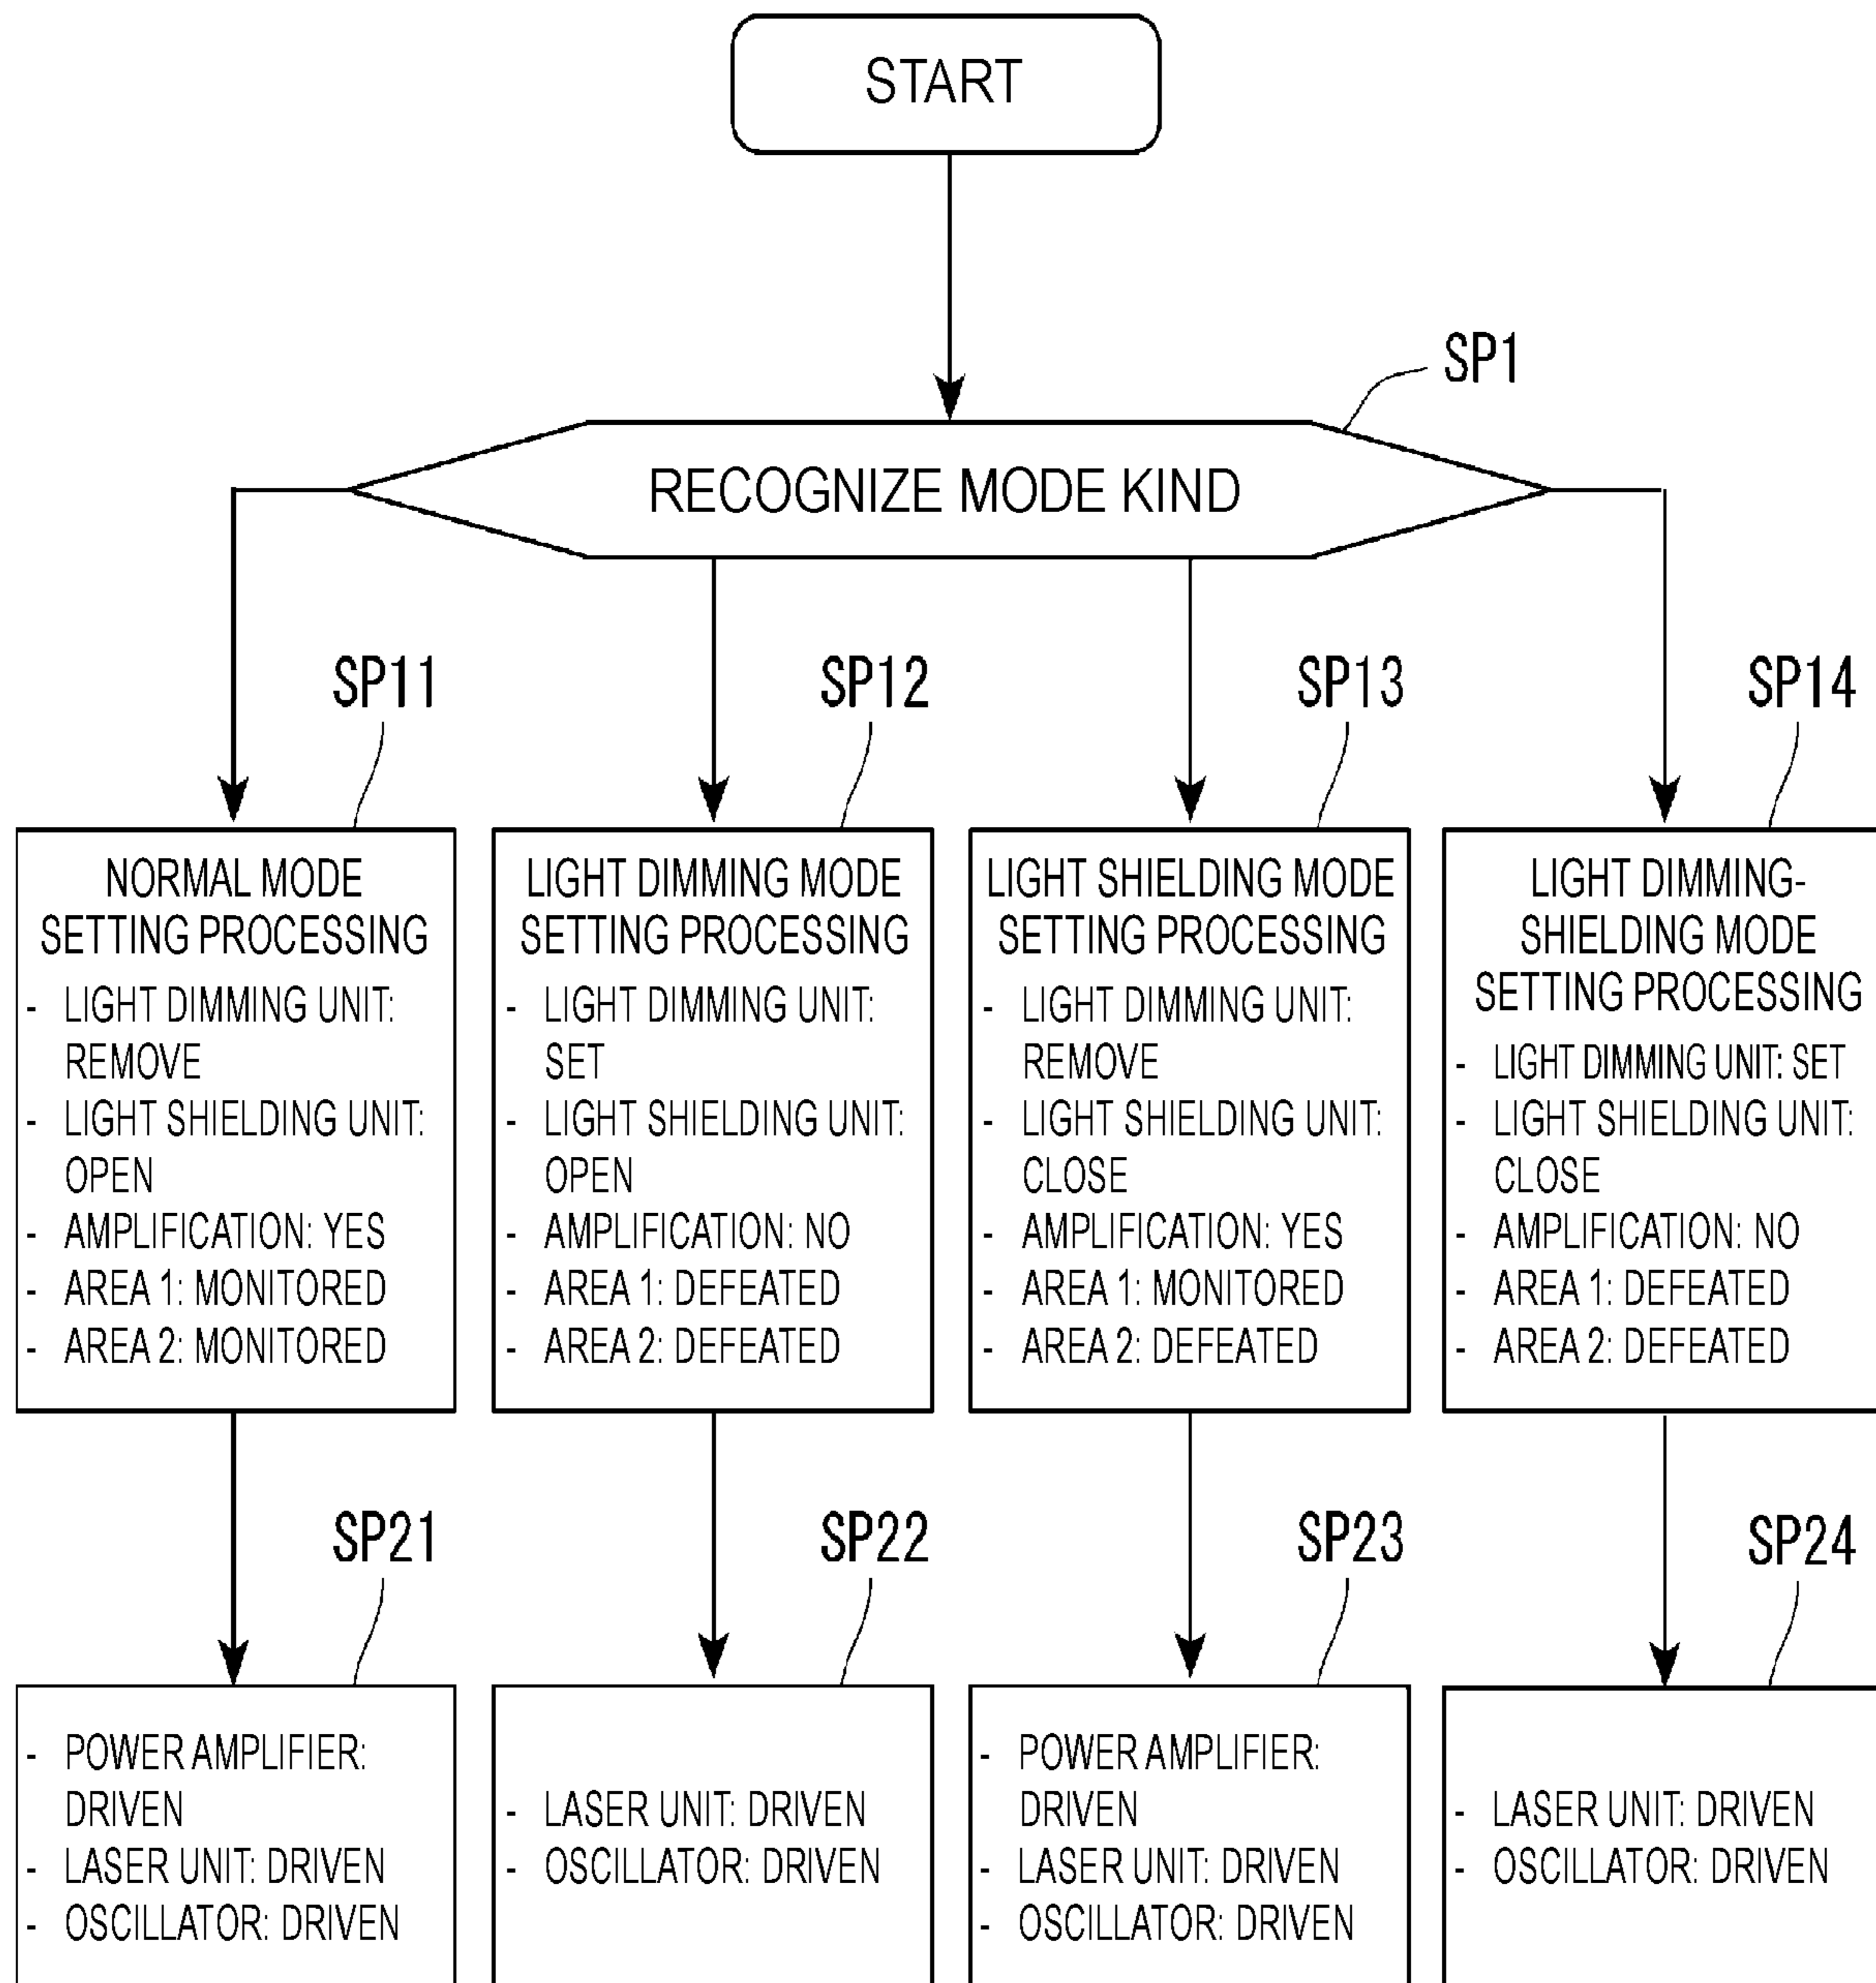 START
SP1
RECOGNIZE MODE KIND
SP11
SP12
SP13
SP14
NORMAL MODE
SETTING PROCESSING
- LIGHT DIMMING UNIT:
REMOVE
- LIGHT SHIELDING UNIT:
OPEN
- AMPLIFICATION: YES
- AREA 1: MONITORED
- AREA 2: MONITORED
LIGHT DIMMING MODE
SETTING PROCESSING
- LIGHT DIMMING UNIT:
SET
- LIGHT SHIELDING UNIT:
OPEN
- AMPLIFICATION: NO
- AREA 1: DEFEATED
- AREA 2: DEFEATED
LIGHT SHIELDING MODE
SETTING PROCESSING
- LIGHT DIMMING UNIT:
REMOVE
- LIGHT SHIELDING UNIT:
CLOSE
- AMPLIFICATION: YES
- AREA 1: MONITORED
- AREA 2: DEFEATED
LIGHT DIMMING-
SHIELDING MODE
SETTING PROCESSING
- LIGHT DIMMING UNIT: SET
- LIGHT SHIELDING UNIT:
CLOSE
- AMPLIFICATION: NO
- AREA 1: DEFEATED
- AREA 2: DEFEATED
SP21
SP22
SP23
SP24
- POWER AMPLIFIER:
DRIVEN
- LASER UNIT: DRIVEN
- OSCILLATOR: DRIVEN
- LASER UNIT: DRIVEN
- OSCILLATOR: DRIVEN
- POWER AMPLIFIER:
DRIVEN
- LASER UNIT: DRIVEN
- OSCILLATOR: DRIVEN
- LASER UNIT: DRIVEN
- OSCILLATOR: DRIVEN